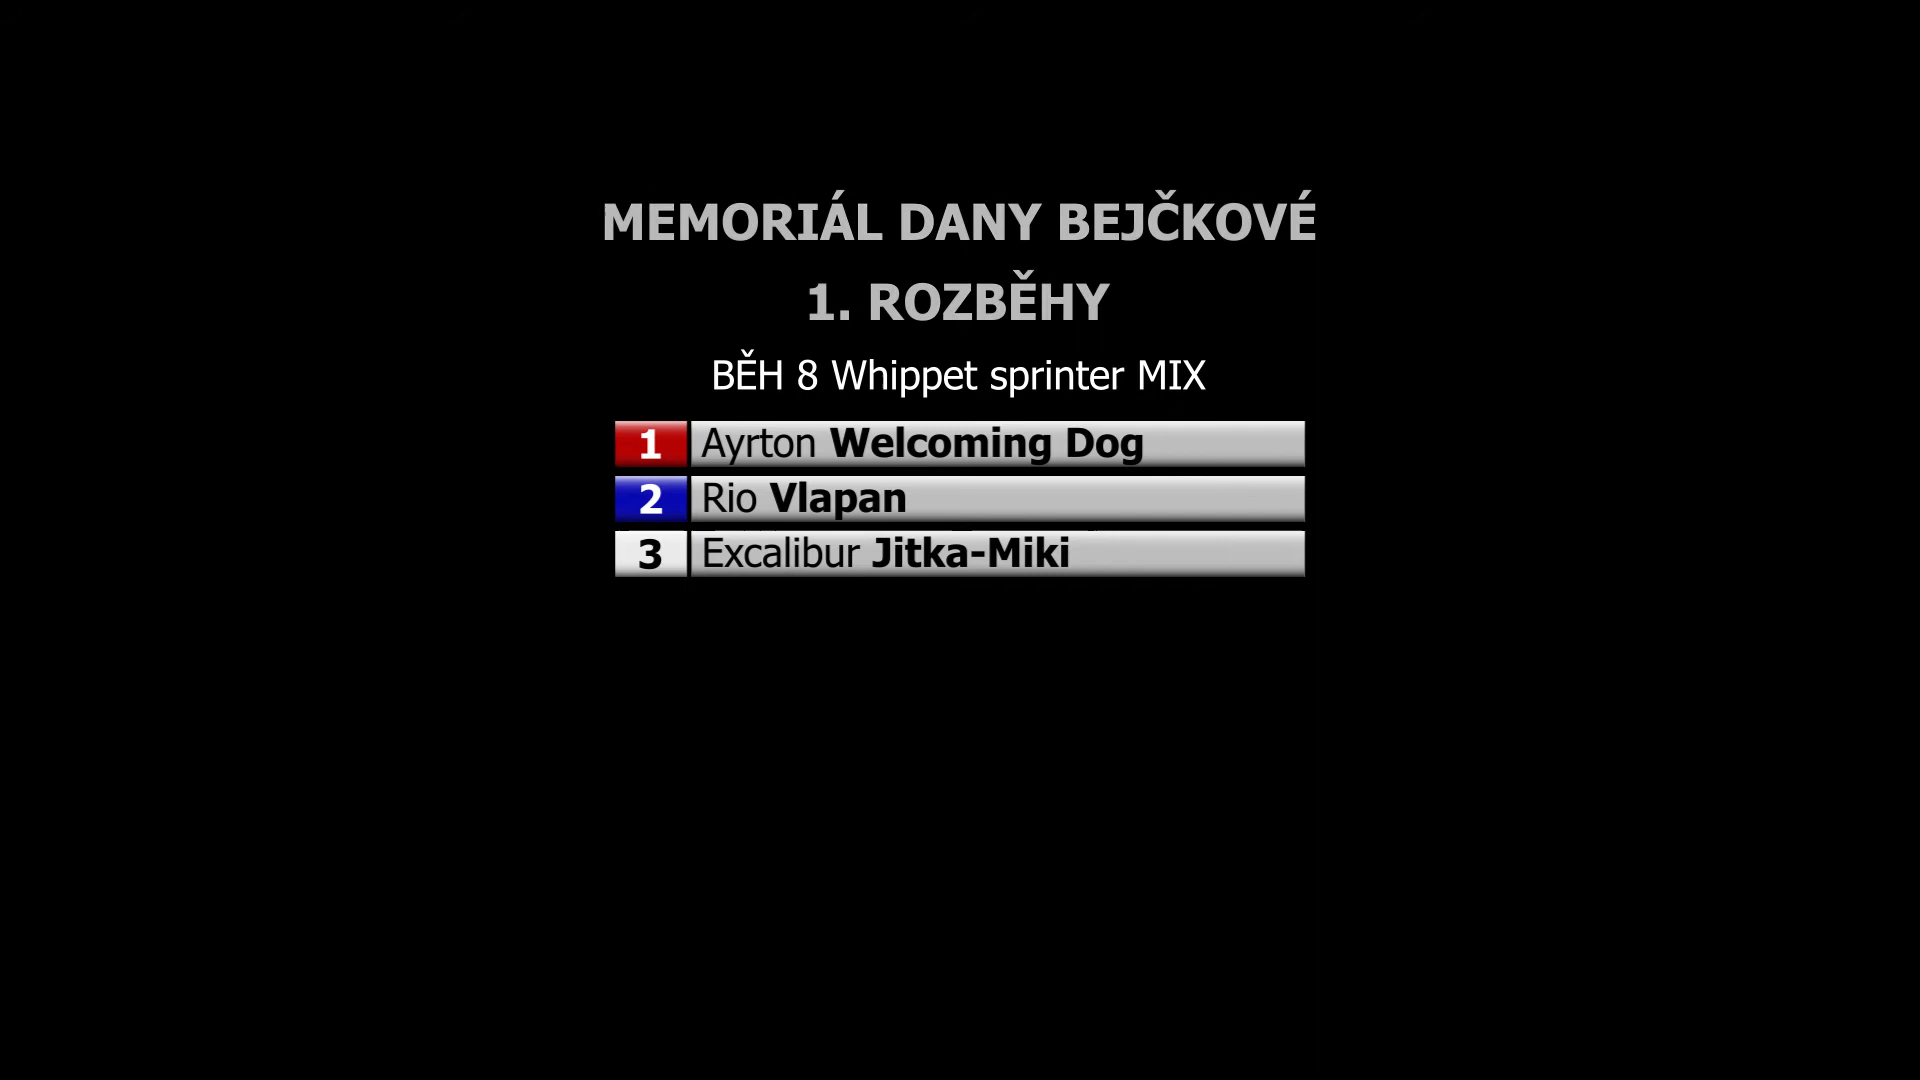 MEMORIÁL DANY BEJČKOVÉ
1. ROZBĚHY
BĚH 8 Whippet sprinter MIX
1 Ayrton Welcoming Dog
2 Rio Vlapan
3 Excalibur Jitka-Miki